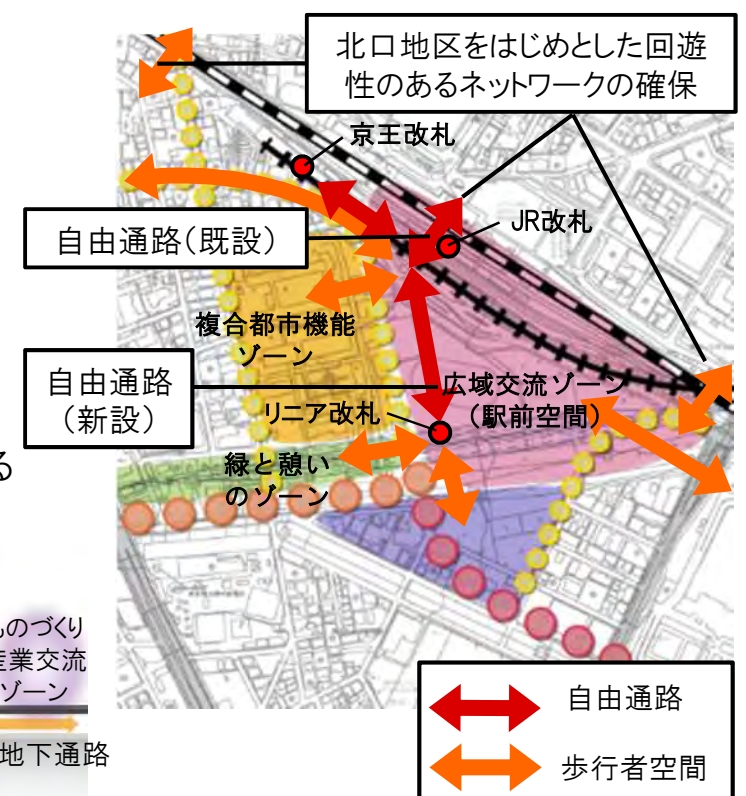 北口地区をはじめとした回遊
性のあるネットワークの確保
京王改札
JR改札
自由通路(既設)
複合都市機能
ゾーン
自由通路
(新設)
広域交流ゾーン
(駅前空間)
リニア改札
緑と憩い
のゾーン
る
ものづくり
産業交流
ゾーン
地下通路
自由通路
歩行者空間